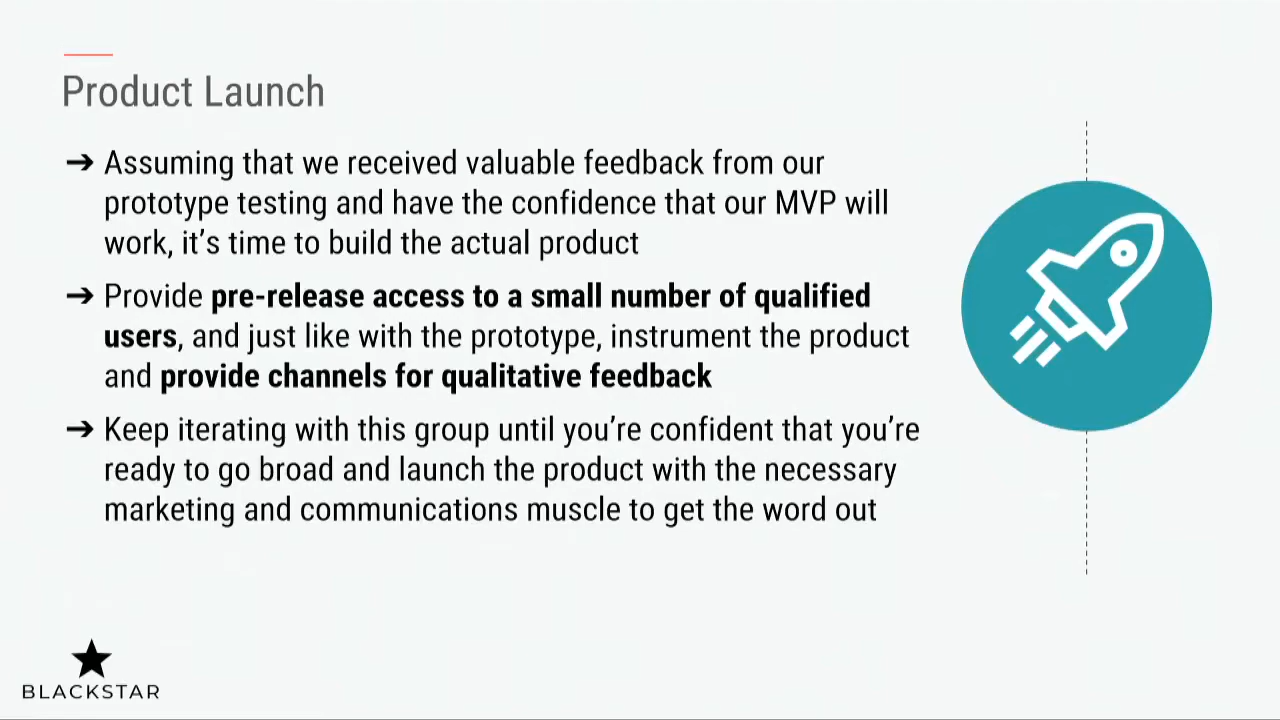 Product Launch
➔ Assuming that we received valuable feedback from our
prototype testing and have the confidence that our MVP will
work, it’s time to build the actual product
➔ Provide pre-release access to a small number of qualified
users, and just like with the prototype, instrument the product
and provide channels for qualitative feedback
➔ Keep iterating with this group until you’re confident that you’re
ready to go broad and launch the product with the necessary
marketing and communications muscle to get the word out
BLACKSTAR